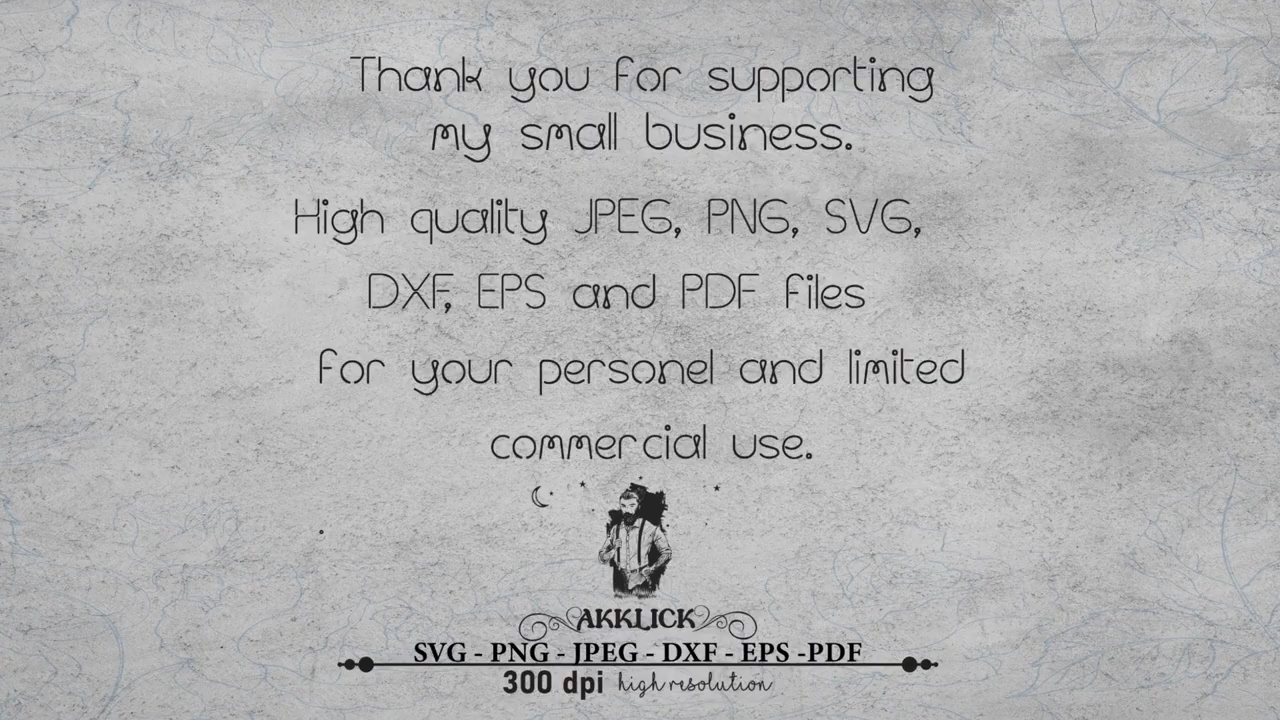 Thank you for supporting
my small business.
High quality JPEG, PNG, SVG,
DXF, EPS and PDF files
for your personel and limited
commercial use.
AKKLICK
SVG - PNG - JPEG - DXF - EPS -PDF
300 dpi high resolution